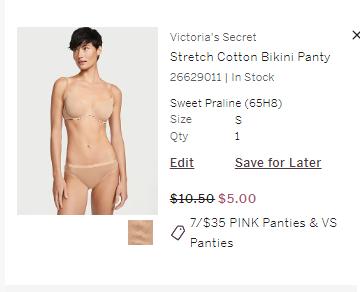 Victoria's Secret
Stretch Cotton Bikini Panty
26629011 | In Stock
Sweet Praline (65H8)
Size S
Qty 1
Edit Save for Later
$10.50 $5.00
7/$35 PINK Panties & VS
Panties